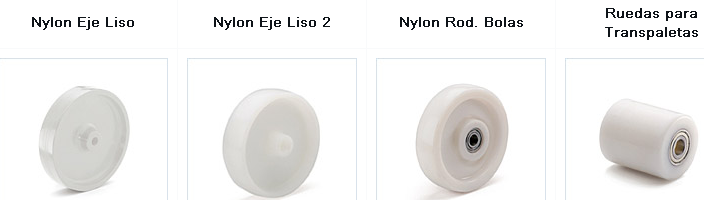 Nylon Eje Liso
Nylon Eje Liso 2
Nylon Rod. Bolas
Ruedas para
Transpaletas